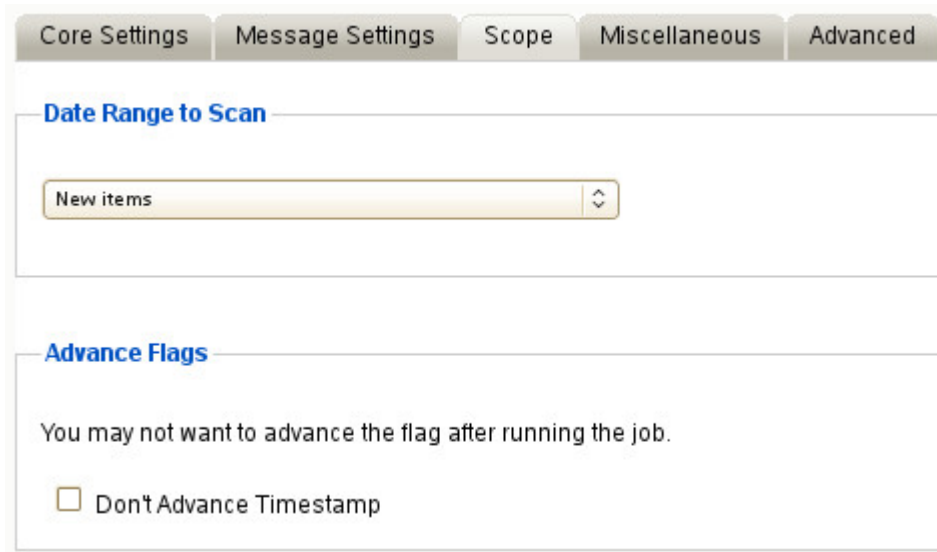 Core Settings Message Settings Scope Miscellaneous Advanced
Date Range to Scan
New items
Advance Flags
You may not want to advance the flag after running the job.
Don't Advance Timestamp